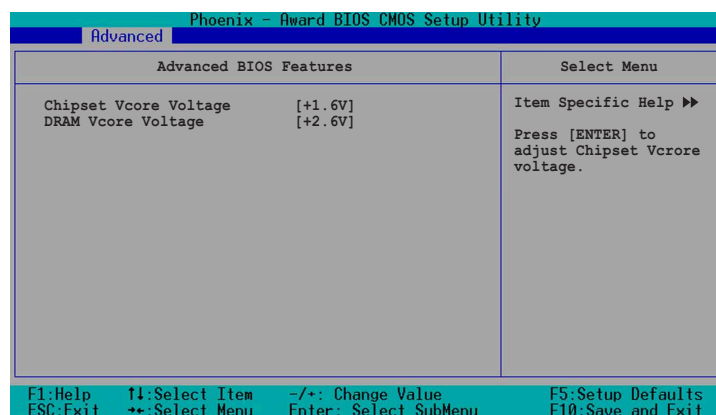 Phoenix - Award BIOS CMOS Setup Utility
Advanced
Advanced BIOS Features
Select Menu
Chipset Vcore Voltage [+1.6V]
DRAM Vcore Voltage [+2.6V]
Item Specific Help ▶▶
Press [ENTER] to
adjust Chipset Vcrore
voltage.
F1:Help ↑↓:Select Item -/+: Change Value F5:Setup Defaults
ESC:Exit →←:Select Menu Enter: Select SubMenu F10:Save and Exit